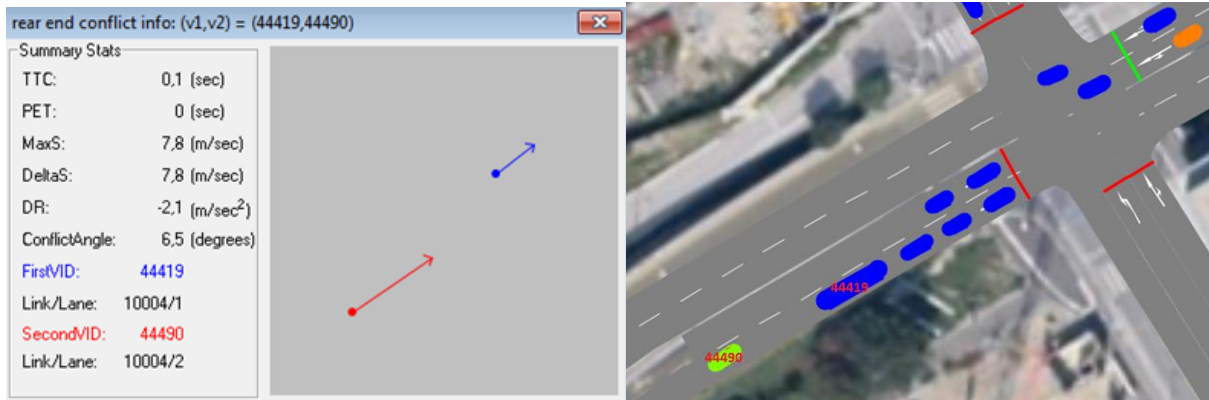 rear end conflict info: (v1,v2) = (44419,44490)
Summary Stats
TTC: 0,1 (sec)
PET: 0 (sec)
MaxS: 7,8 (m/sec)
DeltaS: 7,8 (m/sec)
DR: -2,1 (m/sec²)
ConflictAngle: 6,5 (degrees)
FirstVID: 44419
Link/Lane: 10004/1
SecondVID: 44490
Link/Lane: 10004/2
44419
44490